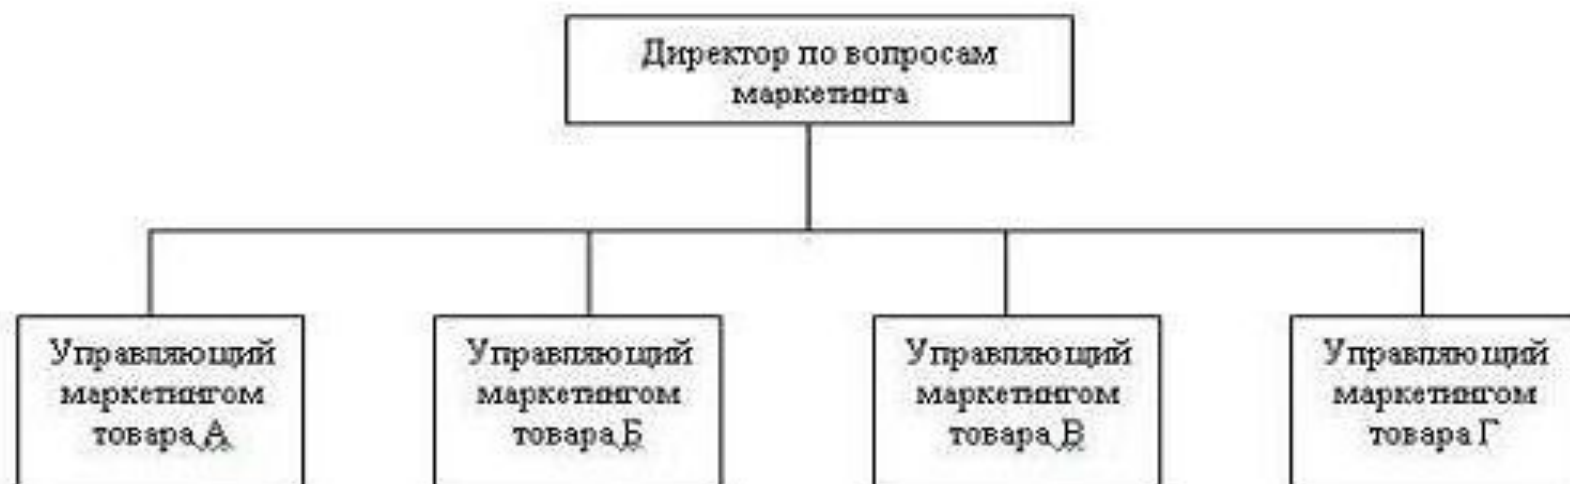 Директор по вопросам
маркетинга
Управляющий
маркетингом
товара А
Управляющий
маркетингом
товара Б
Управляющий
маркетингом
товара В
Управляющий
маркетингом
товара Г